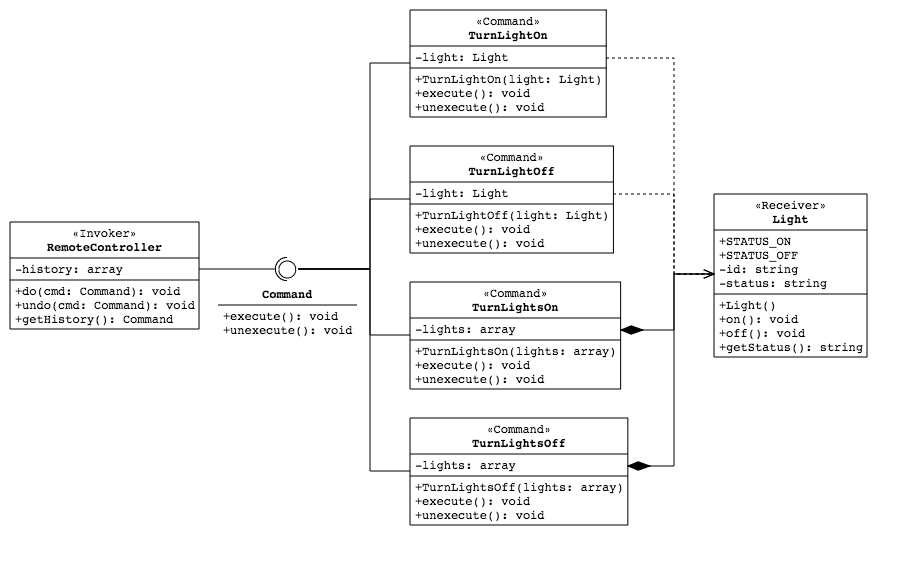 «Command»
TurnLightOn
-light: Light
+TurnLightOn(light: Light)
+execute(): void
+unexecute(): void
«Command»
TurnLightOff
-light: Light
+TurnLightOff(light: Light)
+execute(): void
+unexecute(): void
«Invoker»
RemoteController
-history: array
+do(cmd: Command): void
+undo(cmd: Command): void
+getHistory(): Command
Command
+execute(): void
+unexecute(): void
«Command»
TurnLightsOn
-lights: array
+TurnLightsOn(lights: array)
+execute(): void
+unexecute(): void
«Command»
TurnLightsOff
-lights: array
+TurnLightsOff(lights: array)
+execute(): void
+unexecute(): void
«Receiver»
Light
+STATUS_ON
+STATUS_OFF
-id: string
-status: string
+Light()
+on(): void
+off(): void
+getStatus(): string